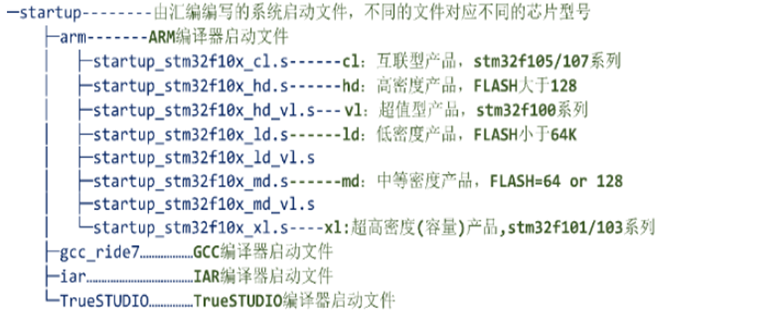 ─startup--------由汇编编写的系统启动文件，不同的文件对应不同的芯片型号
├─arm-------ARM编译器启动文件
│ ├─startup_stm32f10x_cl.s------cl：互联型产品，stm32f105/107系列
│ ├─startup_stm32f10x_hd.s------hd：高密度产品，FLASH大于128
│ ├─startup_stm32f10x_hd_vl.s---vl：超值型产品，stm32f100系列
│ ├─startup_stm32f10x_ld.s------ld：低密度产品，FLASH小于64K
│ ├─startup_stm32f10x_ld_vl.s
│ ├─startup_stm32f10x_md.s------md：中等密度产品，FLASH=64 or 128
│ ├─startup_stm32f10x_md_vl.s
│ └─startup_stm32f10x_xl.s----xl:超高密度(容量)产品,stm32f101/103系列
├─gcc_ride7………………GCC编译器启动文件
├─iar……………………………IAR编译器启动文件
└─TrueSTUDIO……………TrueSTUDIO编译器启动文件